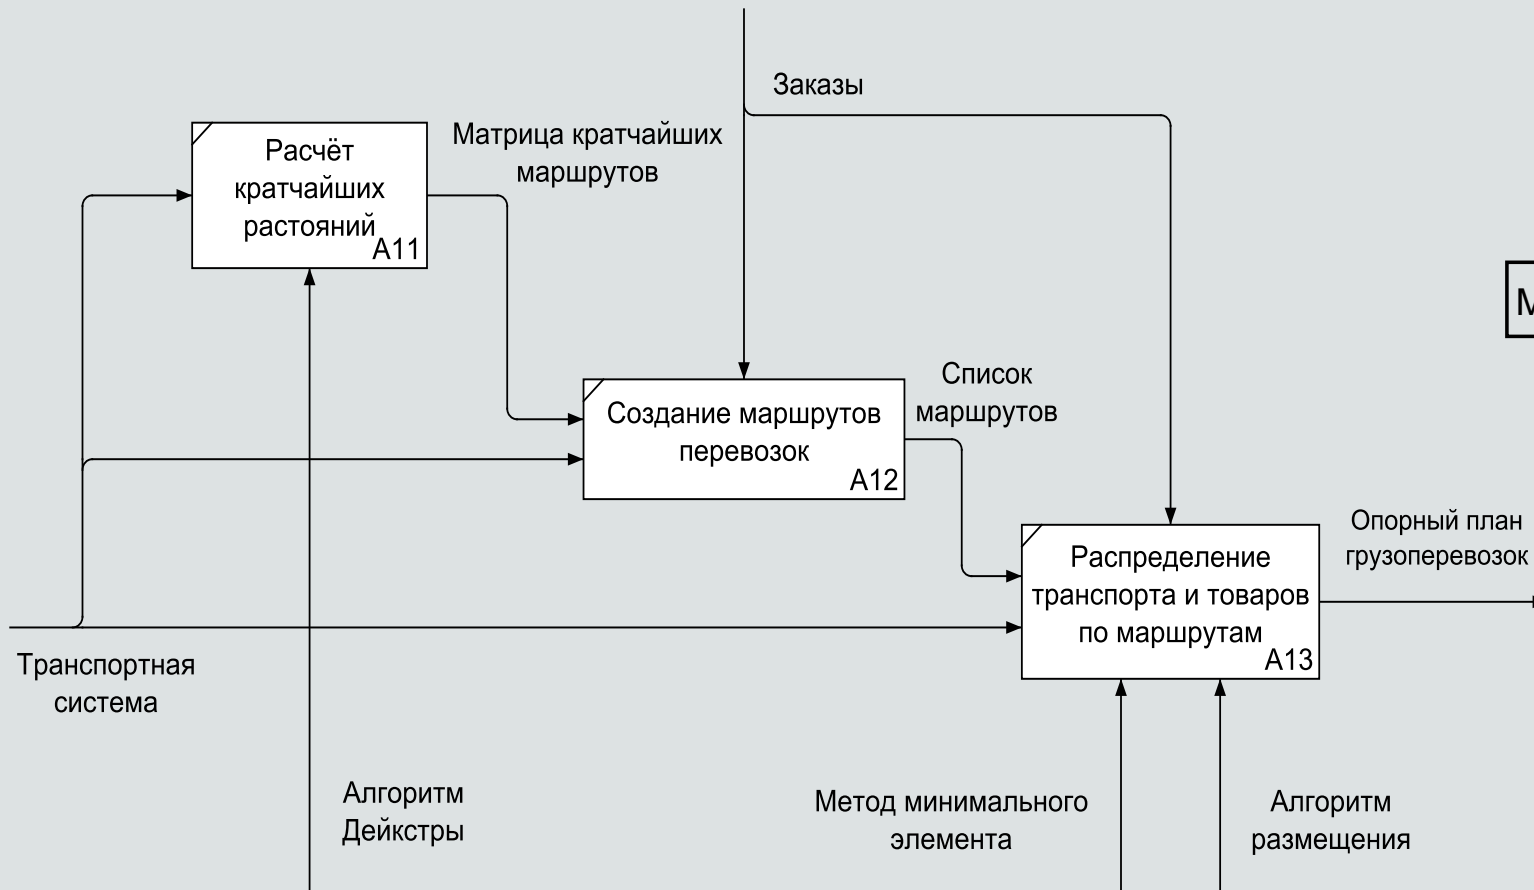 Заказы
Расчёт
кратчайших
растояний
A11
Матрица кратчайших
маршрутов
М
Создание маршрутов
перевозок
A12
Список
маршрутов
Распределение
транспорта и товаров
по маршрутам
A13
Опорный план
грузоперевозок
Транспортная
система
Алгоритм
Дейкстры
Метод минимального
элемента
Алгоритм
размещения